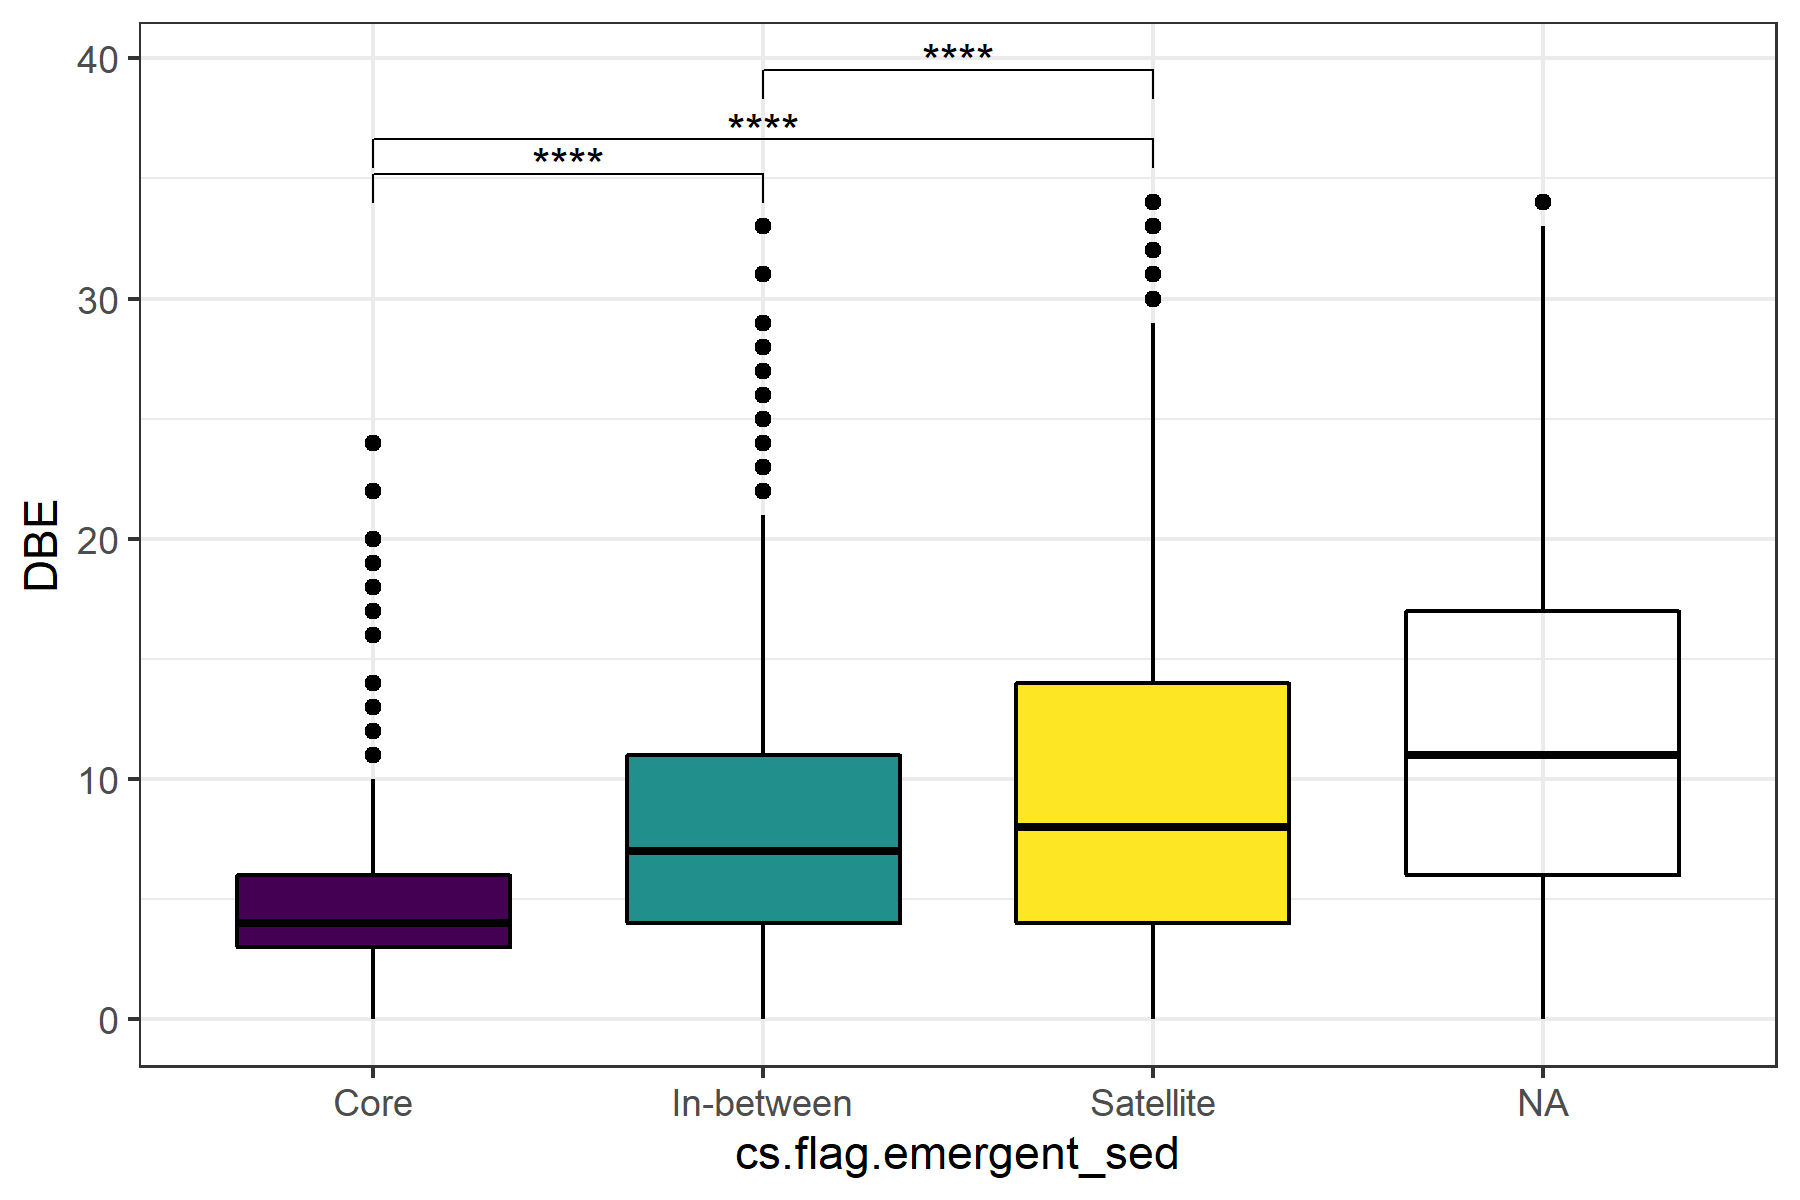 ****
****
****
40
30
20
10
0
DBE
Core In-between Satellite NA
cs.flag.emergent_sed